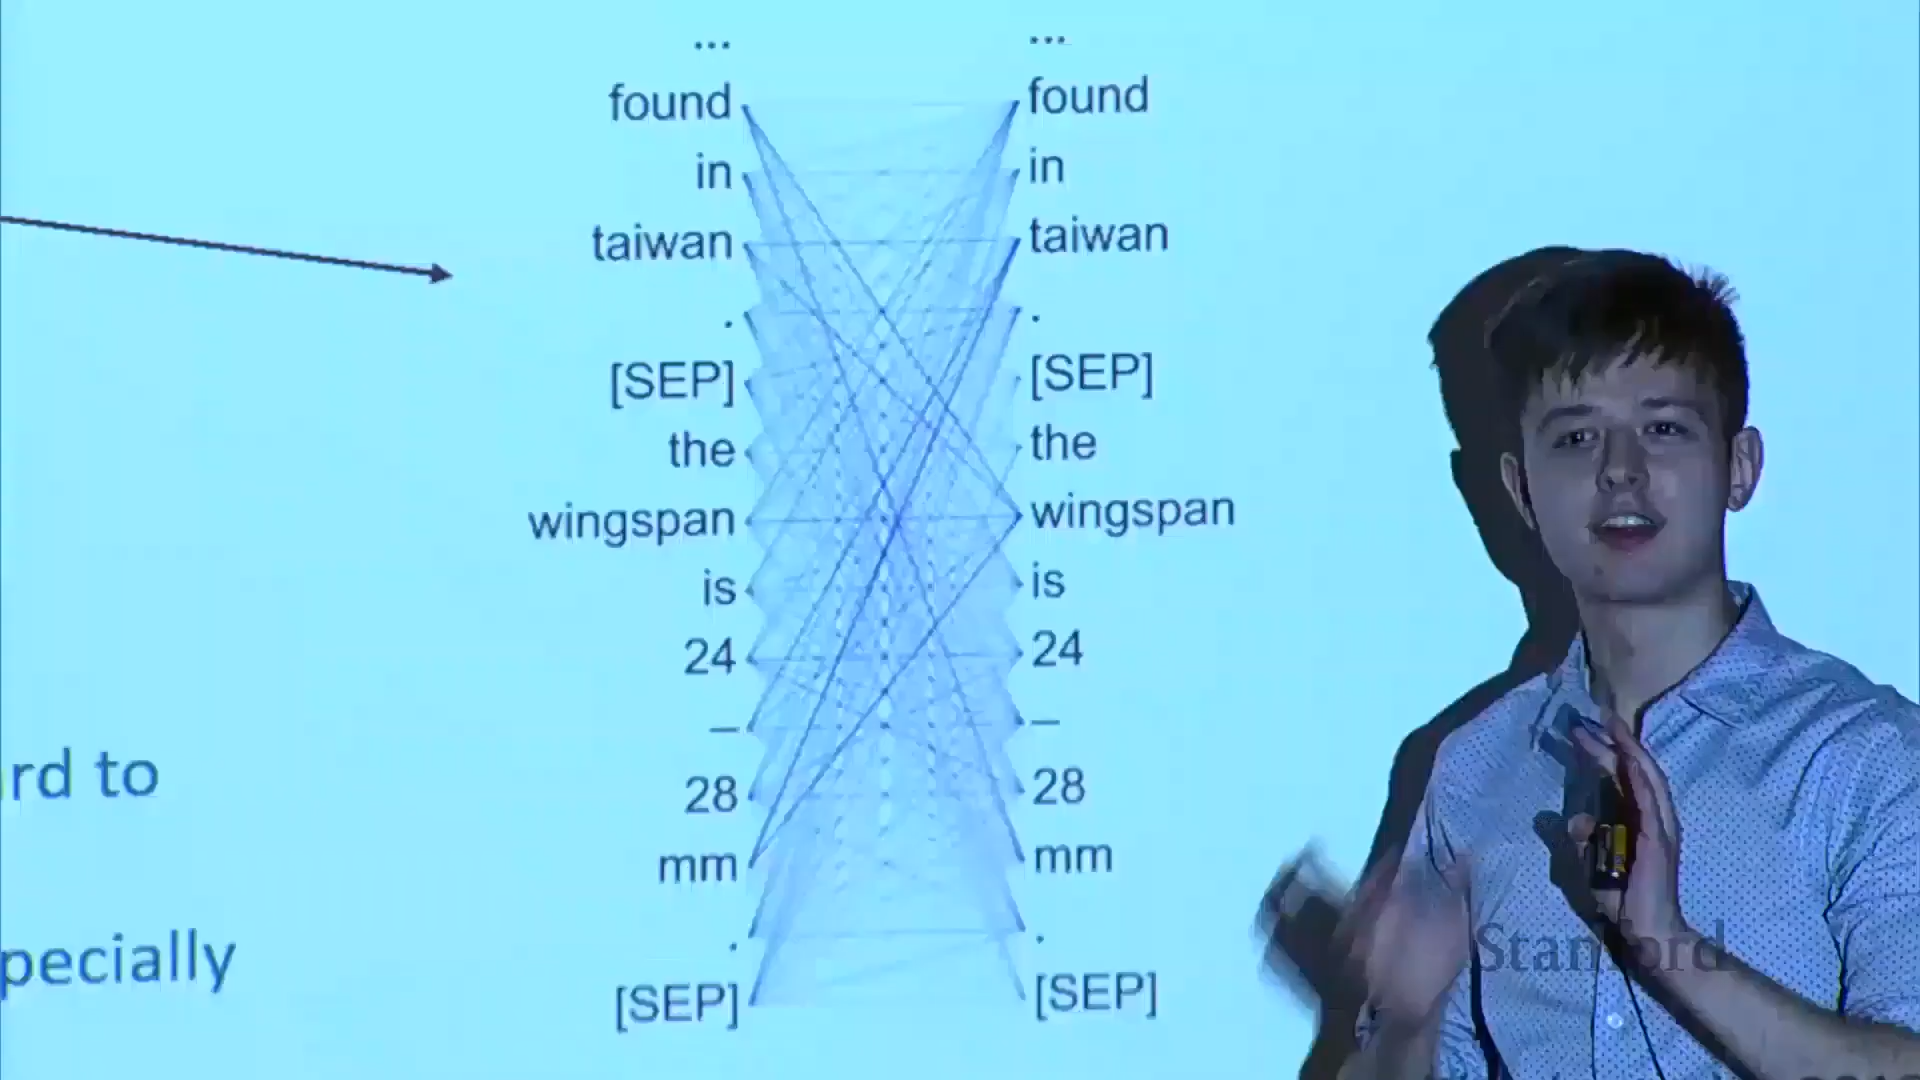 ... ...
found found
in in
taiwan taiwan
. .
[SEP] [SEP]
the the
wingspan wingspan
is is
24 24
– –
rd to
28 28
mm mm
pecially
. .
Stanford
[SEP] [SEP]